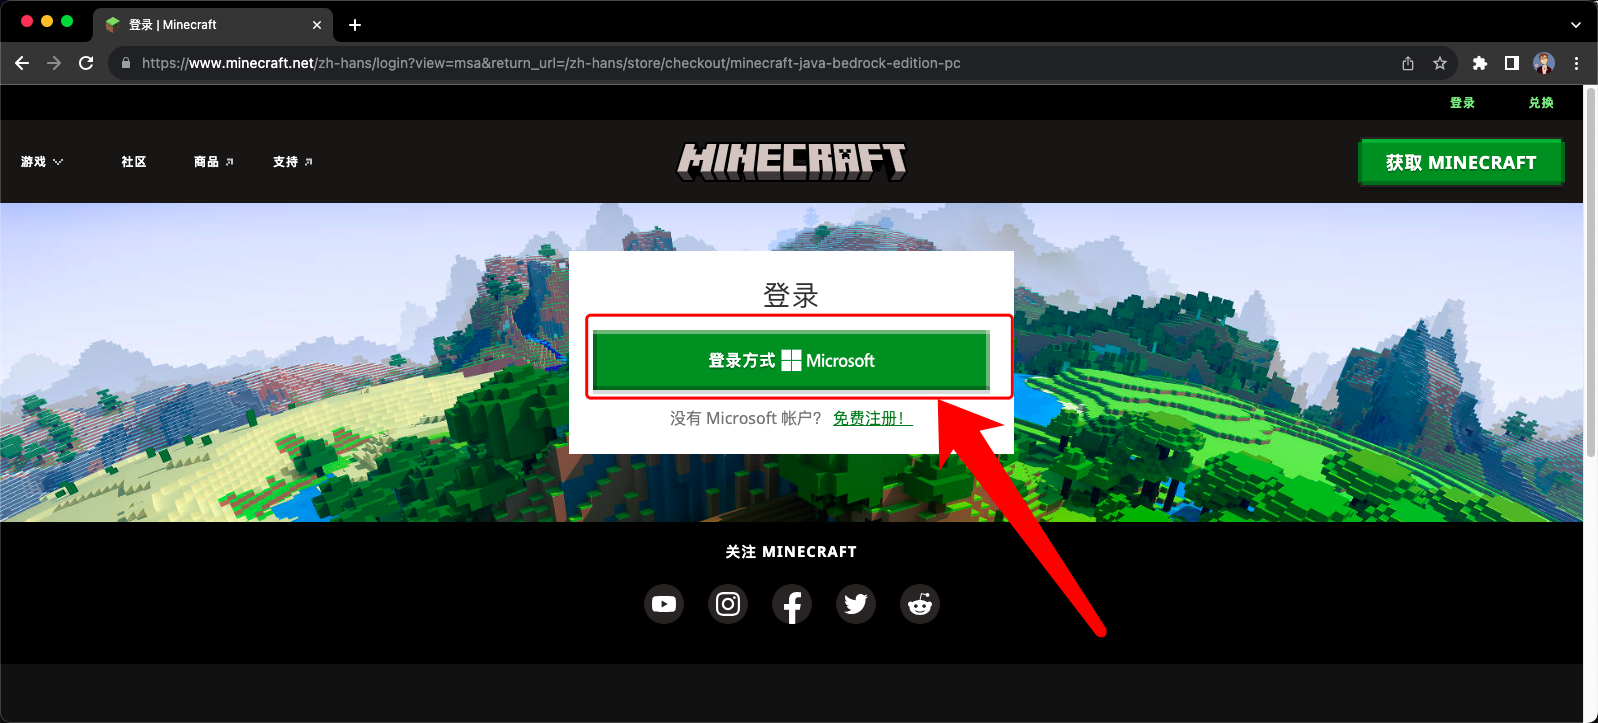 登录 | Minecraft
https://www.minecraft.net/zh-hans/login?view=msa&return_url=/zh-hans/store/checkout/minecraft-java-bedrock-edition-pc
登录 兑换
游戏 社区 商品 支持 MINECRAFT 获取 MINECRAFT
登录
登录方式 Microsoft
没有 Microsoft 帐户？ 免费注册！
关注 MINECRAFT